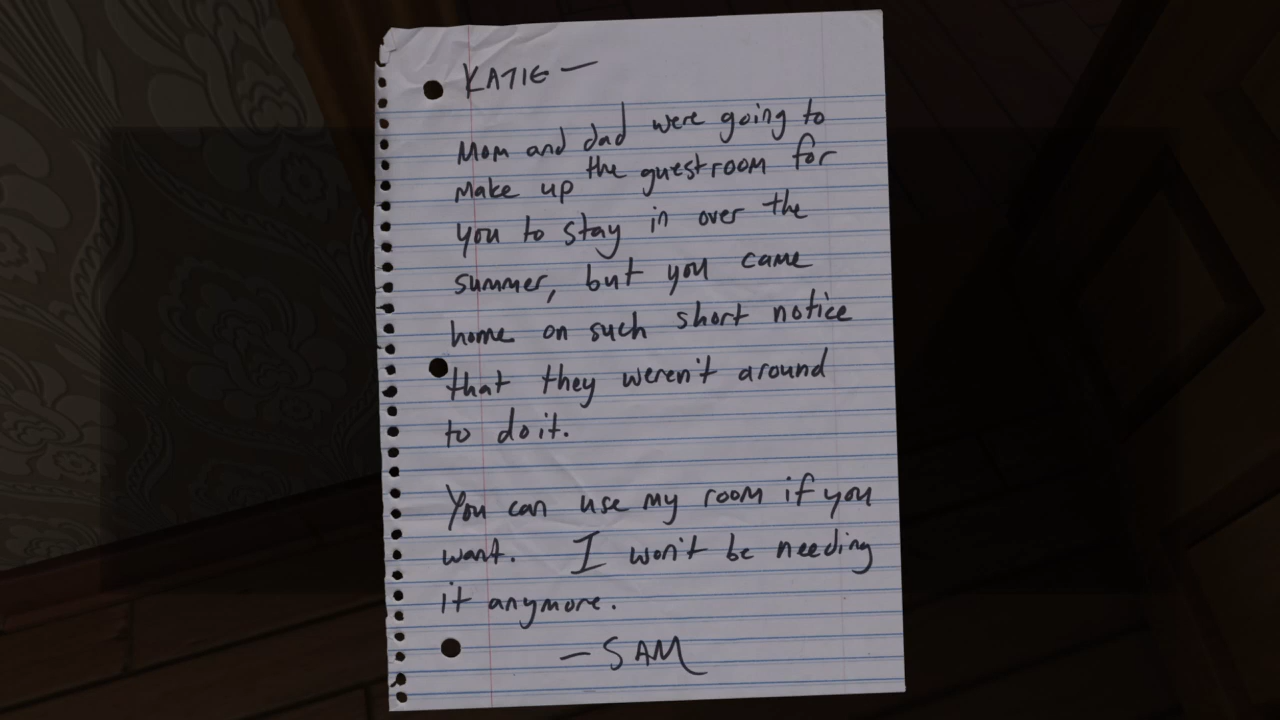 KATIE —
Mom and dad were going to
make up the guestroom for
you to stay in over the
summer, but you came
home on such short notice
that they weren't around
to do it.
You can use my room if you
want. I won't be needing
it anymore.
— SAM